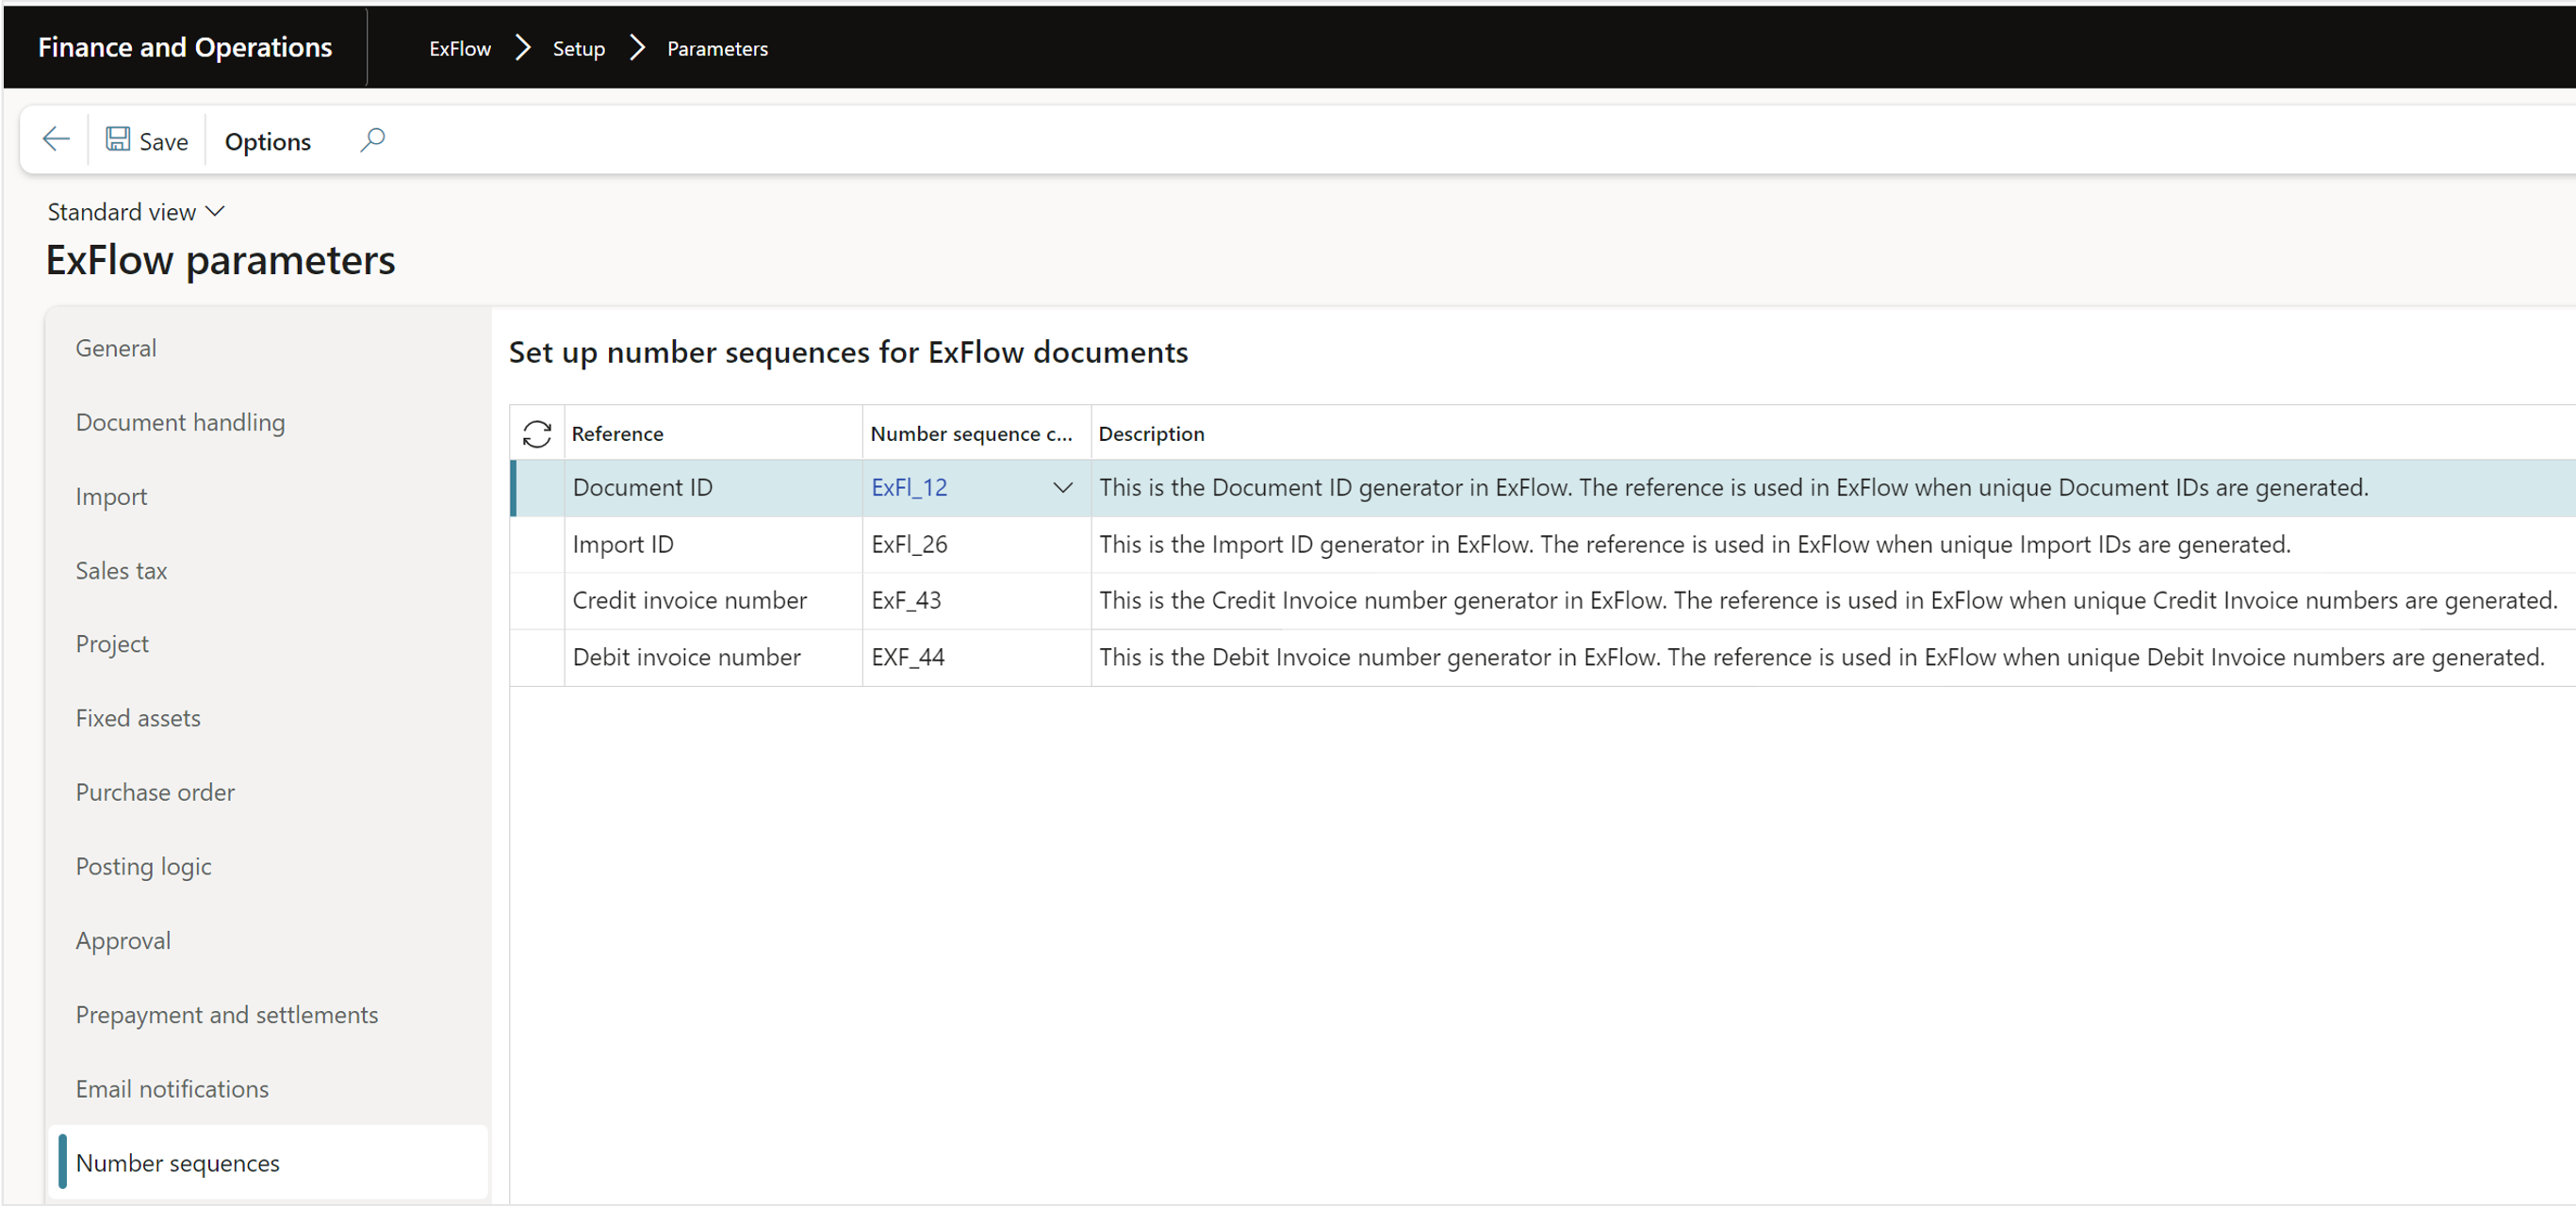 Finance and Operations
ExFlow
Setup
Parameters
Save
Options
Standard view
ExFlow parameters
General
Document handling
Import
Sales tax
Project
Fixed assets
Purchase order
Posting logic
Approval
Prepayment and settlements
Email notifications
Number sequences
Set up number sequences for ExFlow documents
Reference Number sequence c... Description
Document ID ExFl_12 This is the Document ID generator in ExFlow. The reference is used in ExFlow when unique Document IDs are generated.
Import ID ExFl_26 This is the Import ID generator in ExFlow. The reference is used in ExFlow when unique Import IDs are generated.
Credit invoice number ExF_43 This is the Credit Invoice number generator in ExFlow. The reference is used in ExFlow when unique Credit Invoice numbers are generated.
Debit invoice number EXF_44 This is the Debit Invoice number generator in ExFlow. The reference is used in ExFlow when unique Debit Invoice numbers are generated.